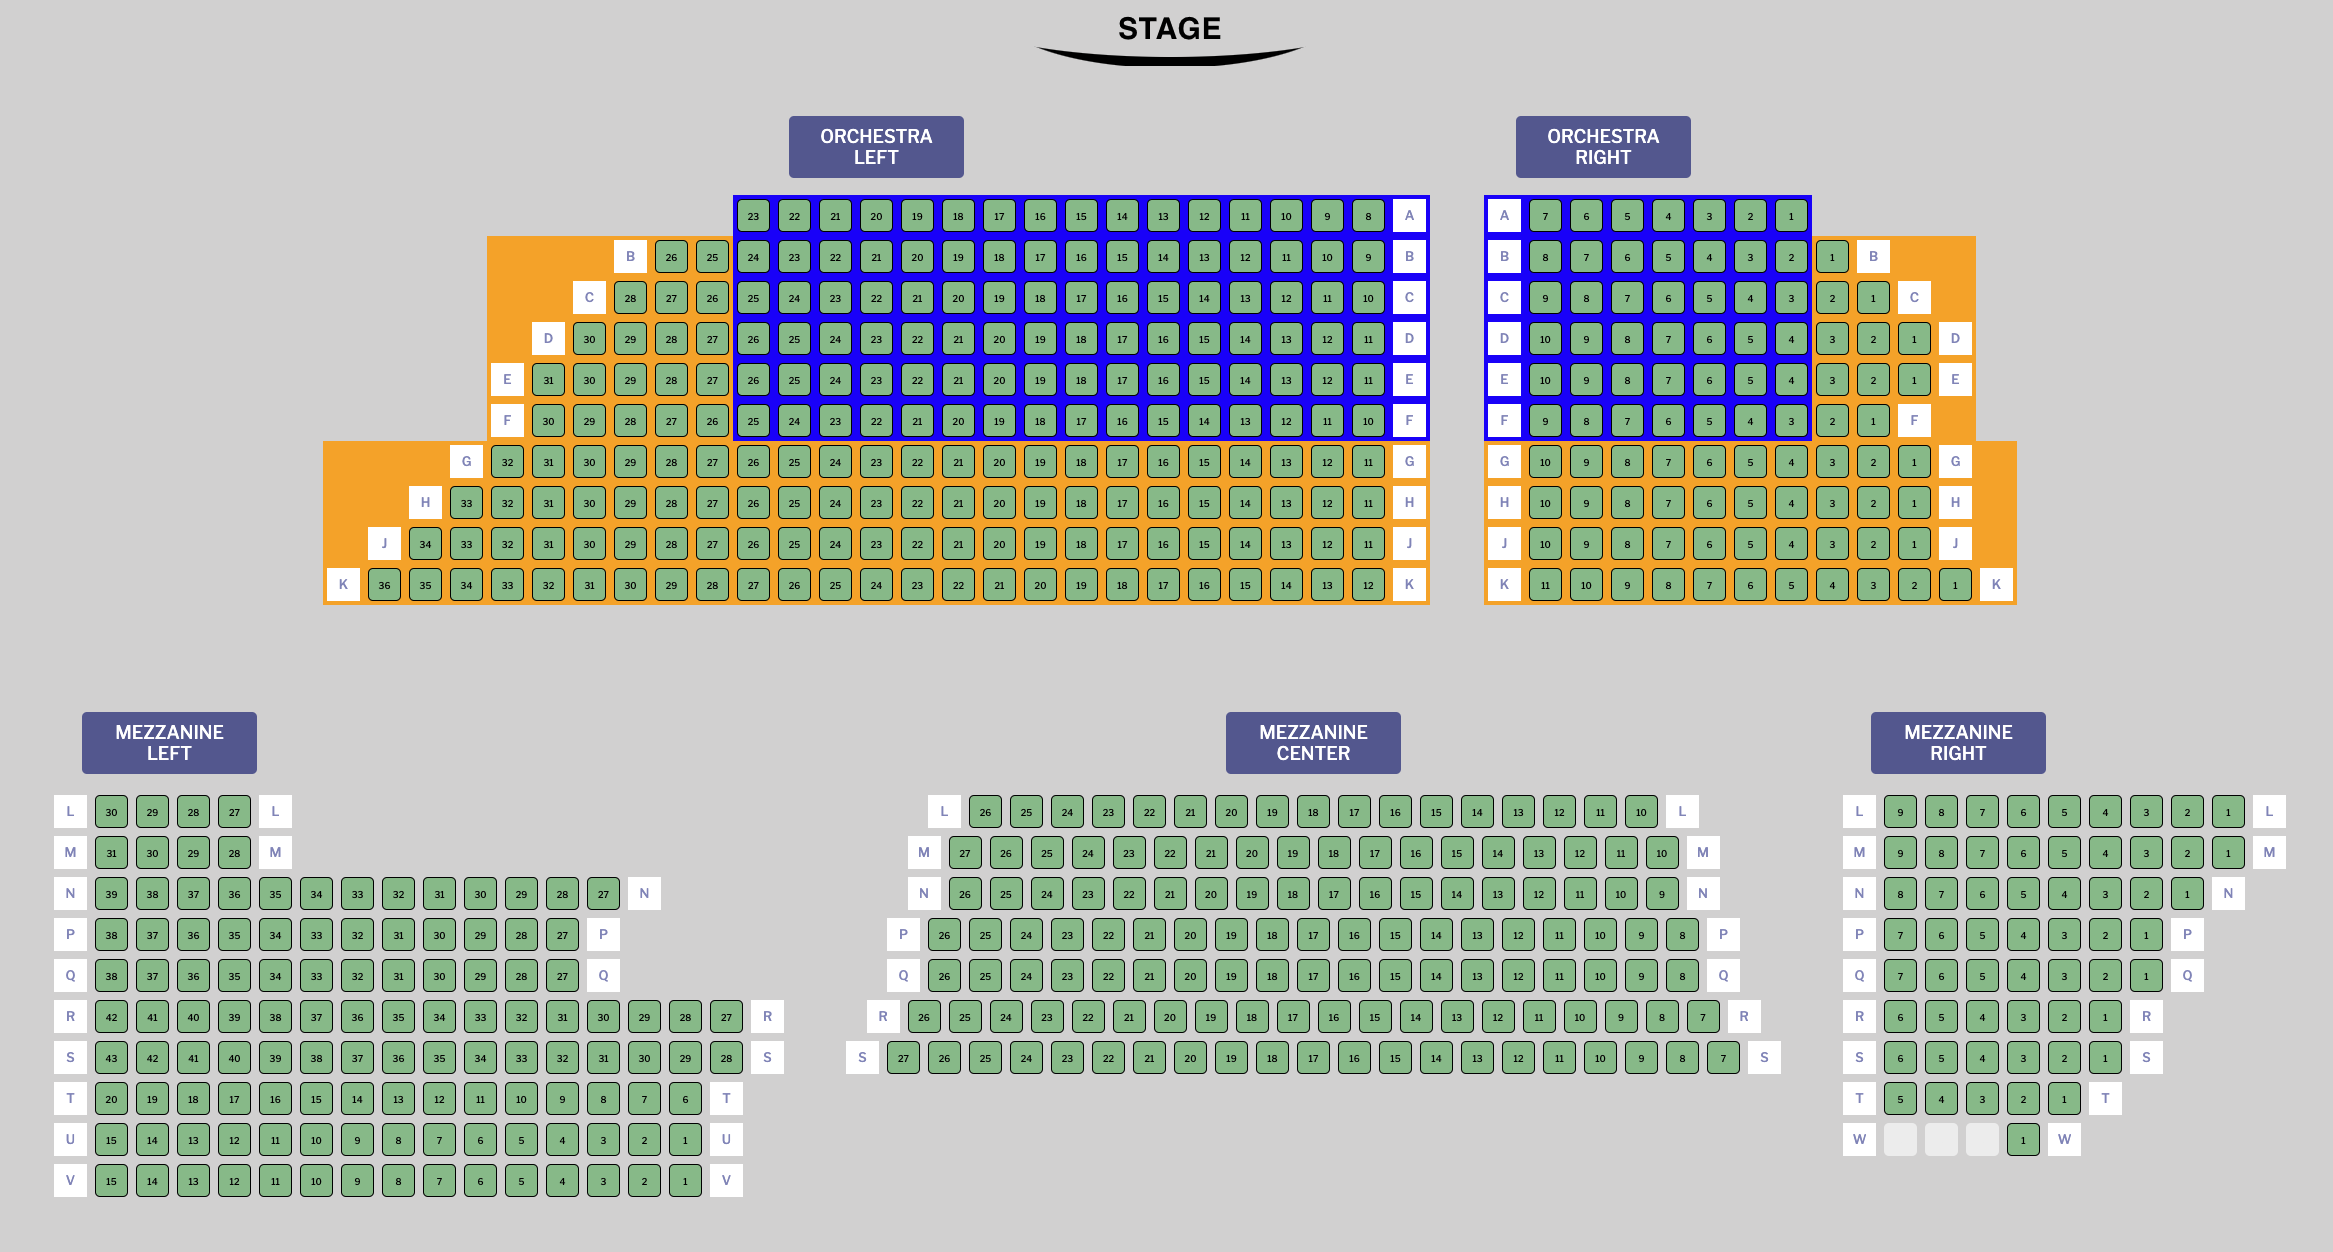 STAGE
ORCHESTRA
LEFT
ORCHESTRA
RIGHT
23 22 21 20 19 18 17 16 15 14 13 12 11 10 9 8 A A 7 6 5 4 3 2 1
B 26 25 24 23 22 21 20 19 18 17 16 15 14 13 12 11 10 9 B B 8 7 6 5 4 3 2 1 B
C 28 27 26 25 24 23 22 21 20 19 18 17 16 15 14 13 12 11 10 C C 9 8 7 6 5 4 3 2 1 C
D 30 29 28 27 26 25 24 23 22 21 20 19 18 17 16 15 14 13 12 11 D D 10 9 8 7 6 5 4 3 2 1 D
E 31 30 29 28 27 26 25 24 23 22 21 20 19 18 17 16 15 14 13 12 11 E E 10 9 8 7 6 5 4 3 2 1 E
F 30 29 28 27 26 25 24 23 22 21 20 19 18 17 16 15 14 13 12 11 10 F F 9 8 7 6 5 4 3 2 1 F
G 32 31 30 29 28 27 26 25 24 23 22 21 20 19 18 17 16 15 14 13 12 11 G G 10 9 8 7 6 5 4 3 2 1 G
H 33 32 31 30 29 28 27 26 25 24 23 22 21 20 19 18 17 16 15 14 13 12 11 H H 10 9 8 7 6 5 4 3 2 1 H
J 34 33 32 31 30 29 28 27 26 25 24 23 22 21 20 19 18 17 16 15 14 13 12 11 J J 10 9 8 7 6 5 4 3 2 1 J
K 36 35 34 33 32 31 30 29 28 27 26 25 24 23 22 21 20 19 18 17 16 15 14 13 12 K K 11 10 9 8 7 6 5 4 3 2 1 K
MEZZANINE
LEFT
MEZZANINE
CENTER
MEZZANINE
RIGHT
L 30 29 28 27 L L 26 25 24 23 22 21 20 19 18 17 16 15 14 13 12 11 10 L L 9 8 7 6 5 4 3 2 1 L
M 31 30 29 28 M M 27 26 25 24 23 22 21 20 19 18 17 16 15 14 13 12 11 10 M M 9 8 7 6 5 4 3 2 1 M
N 39 38 37 36 35 34 33 32 31 30 29 28 27 N N 26 25 24 23 22 21 20 19 18 17 16 15 14 13 12 11 10 9 N N 8 7 6 5 4 3 2 1 N
P 38 37 36 35 34 33 32 31 30 29 28 27 P P 26 25 24 23 22 21 20 19 18 17 16 15 14 13 12 11 10 9 8 P P 7 6 5 4 3 2 1 P
Q 38 37 36 35 34 33 32 31 30 29 28 27 Q Q 26 25 24 23 22 21 20 19 18 17 16 15 14 13 12 11 10 9 8 Q Q 7 6 5 4 3 2 1 Q
R 42 41 40 39 38 37 36 35 34 33 32 31 30 29 28 27 R R 26 25 24 23 22 21 20 19 18 17 16 15 14 13 12 11 10 9 8 7 R R 6 5 4 3 2 1 R
S 43 42 41 40 39 38 37 36 35 34 33 32 31 30 29 28 S S 27 26 25 24 23 22 21 20 19 18 17 16 15 14 13 12 11 10 9 8 7 S S 6 5 4 3 2 1 S
T 20 19 18 17 16 15 14 13 12 11 10 9 8 7 6 T T 5 4 3 2 1 T
U 15 14 13 12 11 10 9 8 7 6 5 4 3 2 1 U W 1 W
V 15 14 13 12 11 10 9 8 7 6 5 4 3 2 1 V